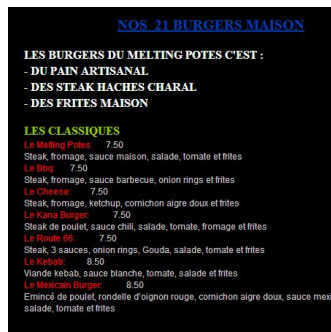 NOS 21 BURGERS MAISON
LES BURGERS DU MELTING POTES C'EST :
- DU PAIN ARTISANAL
- DES STEAK HACHES CHARAL
- DES FRITES MAISON
LES CLASSIQUES
Le Melting Potes: 7.50
Steak, fromage, sauce maison, salade, tomate et frites
Le Bbq: 7.50
Steak, fromage, sauce barbecue, onion rings et frites
Le Cheese: 7.50
Steak, fromage, ketchup, cornichon aigre doux et frites
Le Kana Burger: 7.50
Steak de poulet, sauce chili, salade, tomate, fromage et frites
Le Route 66: 7.50
Steak, 3 sauces, onion rings, Gouda, salade, tomate et frites
Le Kebab: 8.50
Viande kebab, sauce blanche, tomate, salade et frites
Le Mexicain Burger: 8.50
Emincé de poulet, rondelle d'oignon rouge, cornichon aigre doux, sauce mexi
salade, tomate et frites